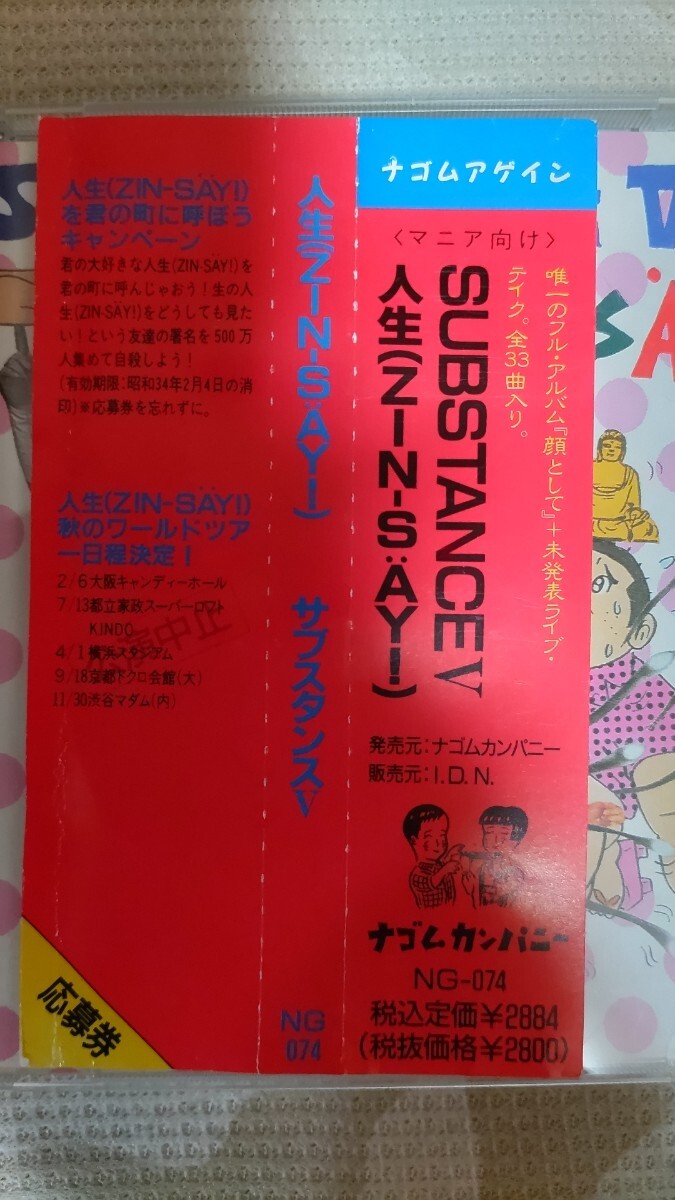 人生(ZIN-SÄY!)
を君の町に呼ぼう
キャンペーン
君の大好きな人生(ZIN-SAY!)を
君の町に呼んじゃおう!生の人
生(ZIN-SÄY!)をどうしても見た
い!という友達の署名を500万
人集めて自殺しよう!
(有効期限:昭和34年2月4日の消
印)※応募券を忘れずに。
人生(ZIN-SÄY!)
秋のワールドツア
ー日程決定!
2/6大阪キャンディーホール
7/13都立家政スーパーロフト
KINDO
4/1横浜スタジアム
9/18京都ドクロ会館(大)
11/30渋谷マダム(内)
公演中止
応募券
人生(ZIN-SÄY!) サブスタンスV
NG
074
ナゴムアゲイン
〈マニア向け〉
唯一のフル・アルバム『顔として』+未発表ライブ・
テイク。全33曲入り。
SUBSTANCE V
人生(ZIN-SÄY!)
発売元:ナゴムカンパニー
販売元:I.D.N.
ナゴムカンパニー
NG-074
税込定価¥2884
(税抜価格¥2800)